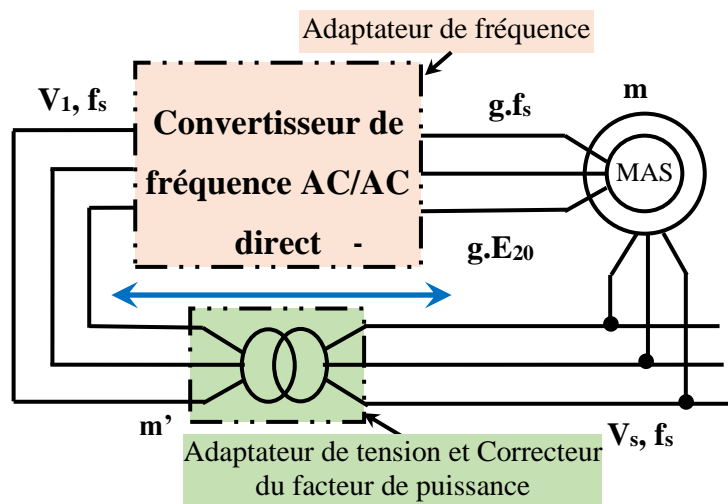 Adaptateur de fréquence
V₁, fₛ
g.fₛ
m
Convertisseur de
fréquence AC/AC
direct -
MAS
g.E₂₀
m’
Vₛ, fₛ
Adaptateur de tension et Correcteur
du facteur de puissance